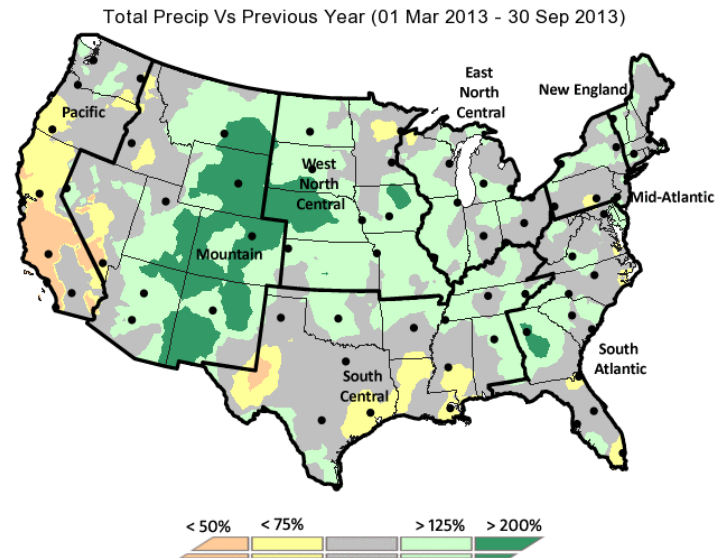 Total Precip Vs Previous Year (01 Mar 2013 - 30 Sep 2013)
East
North
Central
New England
Pacific
West
North
Central
Mid-Atlantic
Mountain
South
Atlantic
South
Central
< 50%
< 75%
> 125%
> 200%